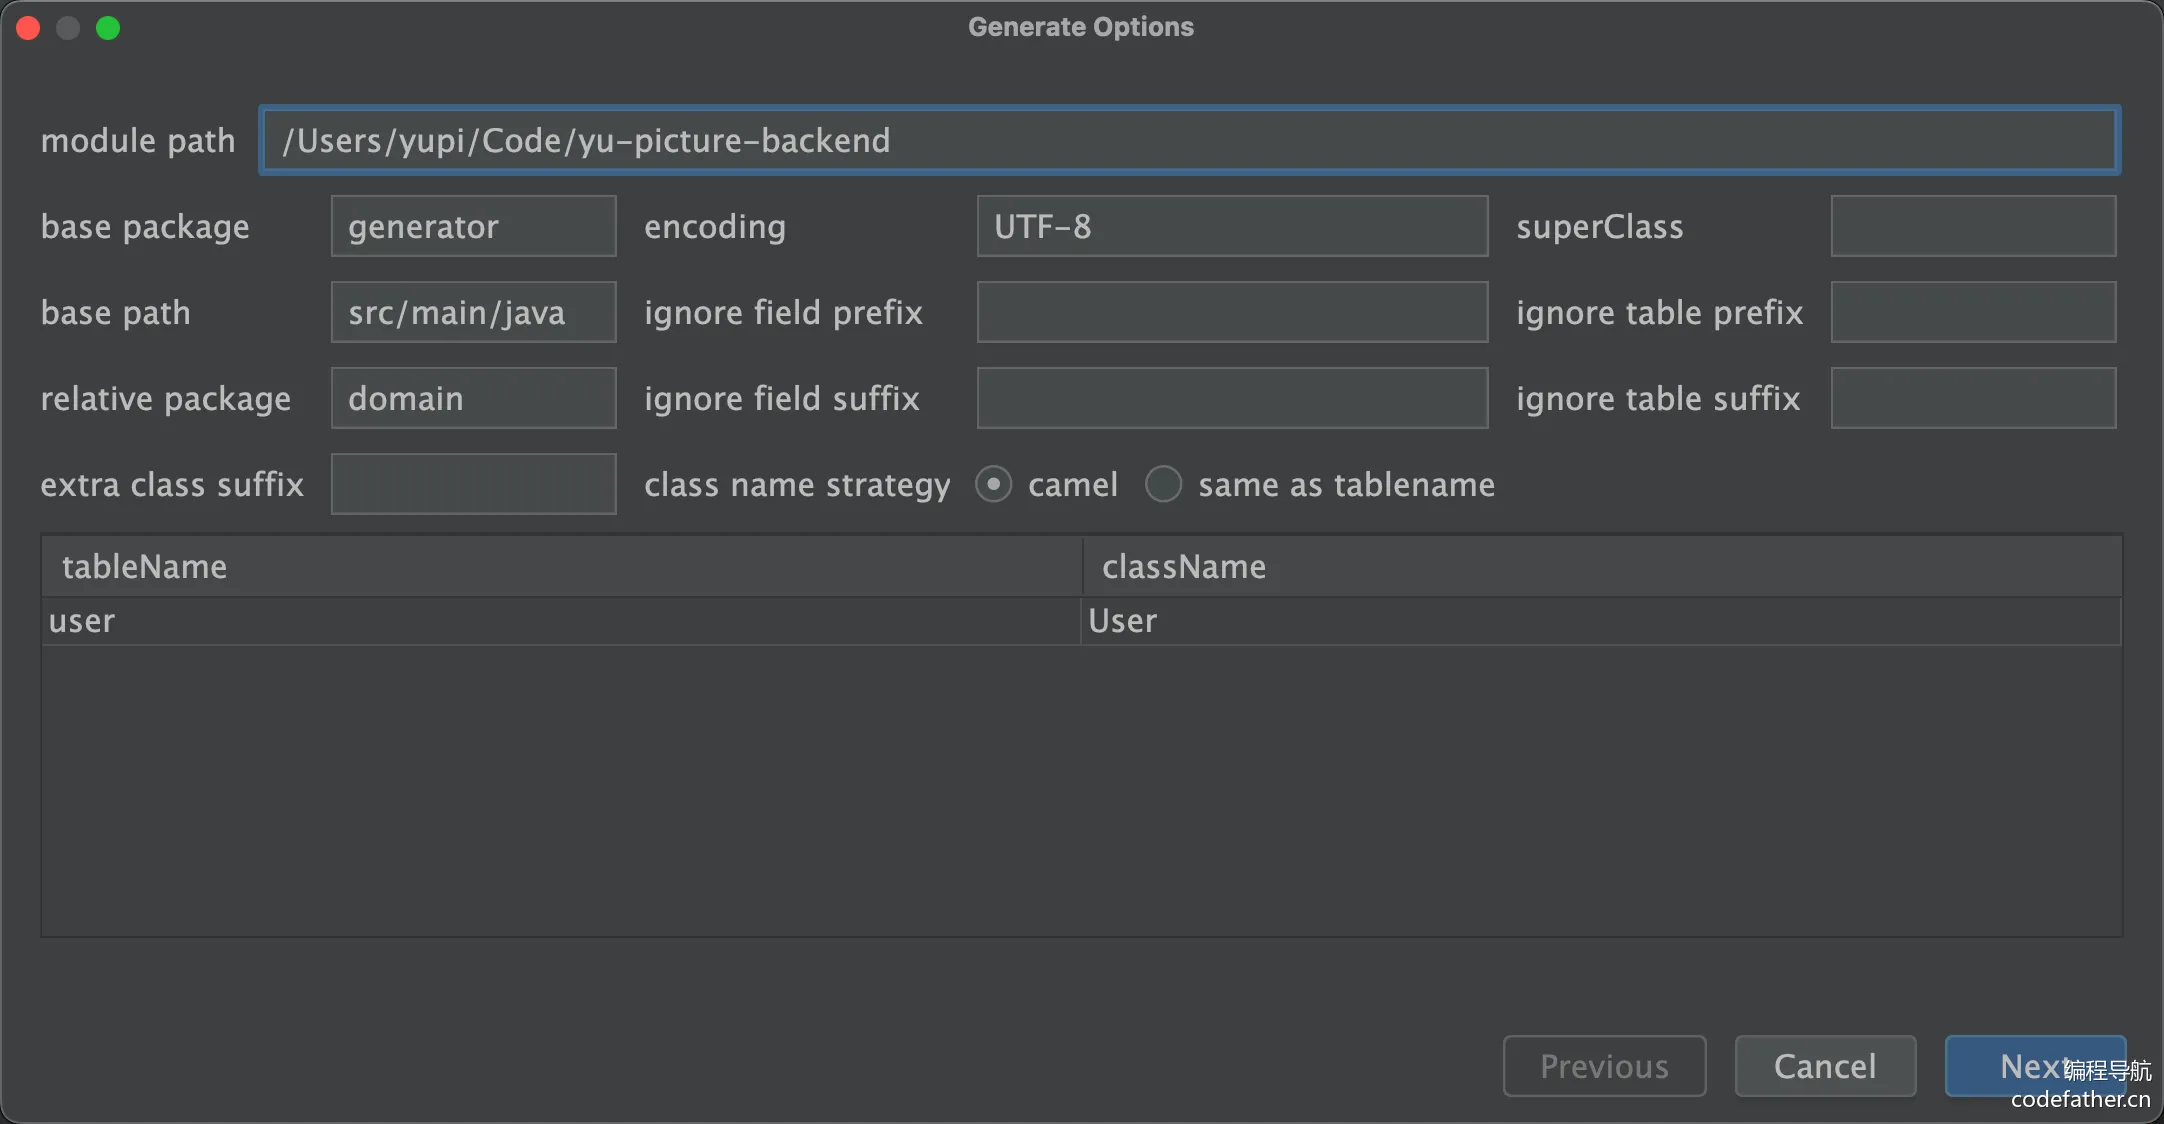 Generate Options
module path /Users/yupi/Code/yu-picture-backend
base package generator encoding UTF-8 superClass
base path src/main/java ignore field prefix ignore table prefix
relative package domain ignore field suffix ignore table suffix
extra class suffix class name strategy camel same as tablename
tableName className
user User
Previous Cancel Next
编程导航
codefather.cn